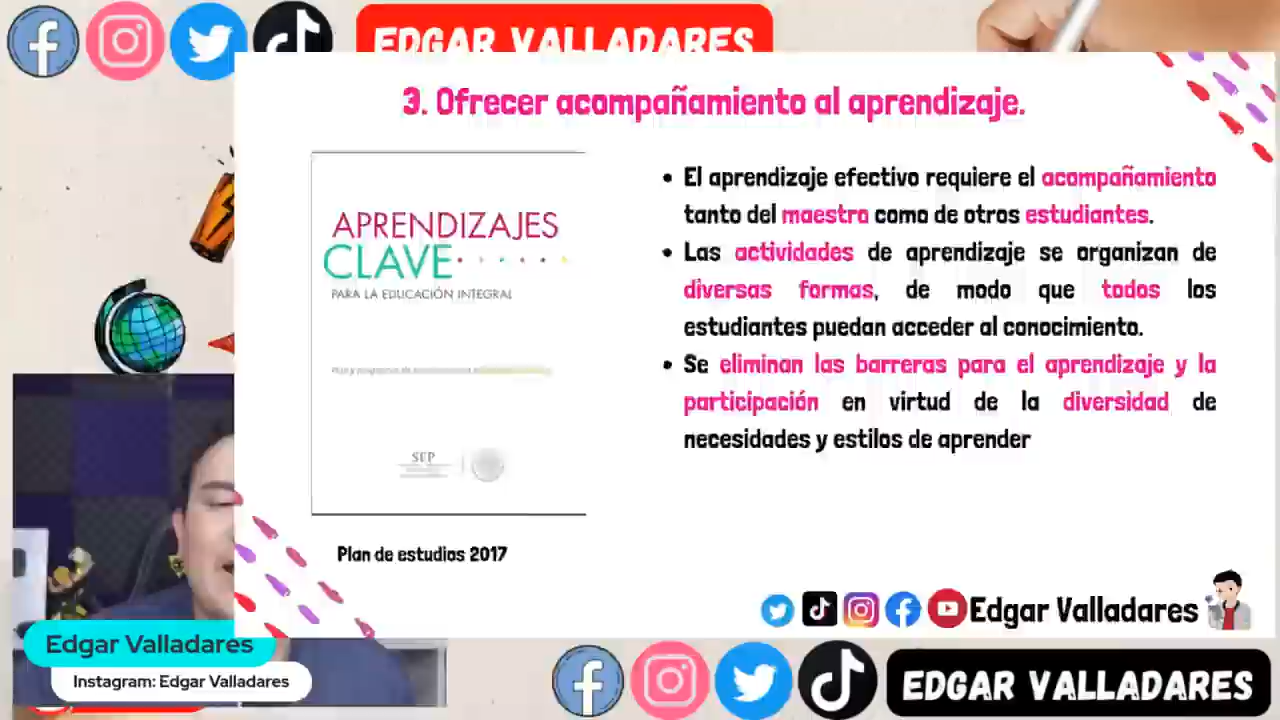 EDGAR VALLADARES
3. Ofrecer acompañamiento al aprendizaje.
APRENDIZAJES
CLAVE
PARA LA EDUCACIÓN INTEGRAL
SEP
Plan de estudios 2017
• El aprendizaje efectivo requiere el acompañamiento
tanto del maestro como de otros estudiantes.
• Las actividades de aprendizaje se organizan de
diversas formas, de modo que todos los
estudiantes puedan acceder al conocimiento.
• Se eliminan las barreras para el aprendizaje y la
participación en virtud de la diversidad de
necesidades y estilos de aprender
Edgar Valladares
Edgar Valladares
Instagram: Edgar Valladares
EDGAR VALLADARES